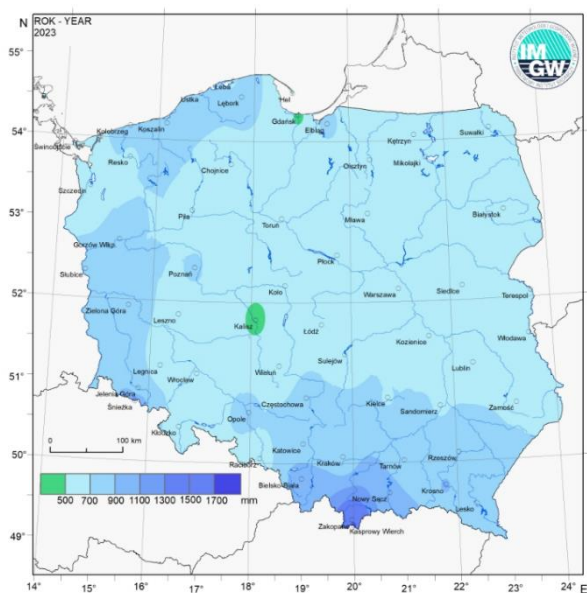 N
ROK - YEAR
2023
IMGW
55°
Łeba
Hel
Ustka
Lębork
Gdańsk
Koszalin
Elbląg
Suwałki
Kołobrzeg
Kętrzyn
54°
Świnoujście
Resko
Olsztyn
Mikołajki
Chojnice
Szczecin
Białystok
53°
Piła
Toruń
Mława
Gorzów Wlkp.
Płock
Słubice
Poznań
Koło
Warszawa
Siedlce
Terespol
52°
Zielona Góra
Leszno
Kalisz
Łódź
Kozienice
Włodawa
Sulejów
Legnica
Wieluń
Lublin
51°
Wrocław
Jelenia Góra
Częstochowa
Kielce
Zamość
Śnieżka
Sandomierz
Opole
0 100 km
Kłodzko
Katowice
50°
Racibórz
Kraków
Tarnów
Rzeszów
Bielsko-Biała
Krosno
Nowy Sącz
500 700 900 1100 1300 1500 1700 mm
Lesko
Zakopane
Kasprowy Wierch
49°
14° 15° 16° 17° 18° 19° 20° 21° 22° 23° 24° E